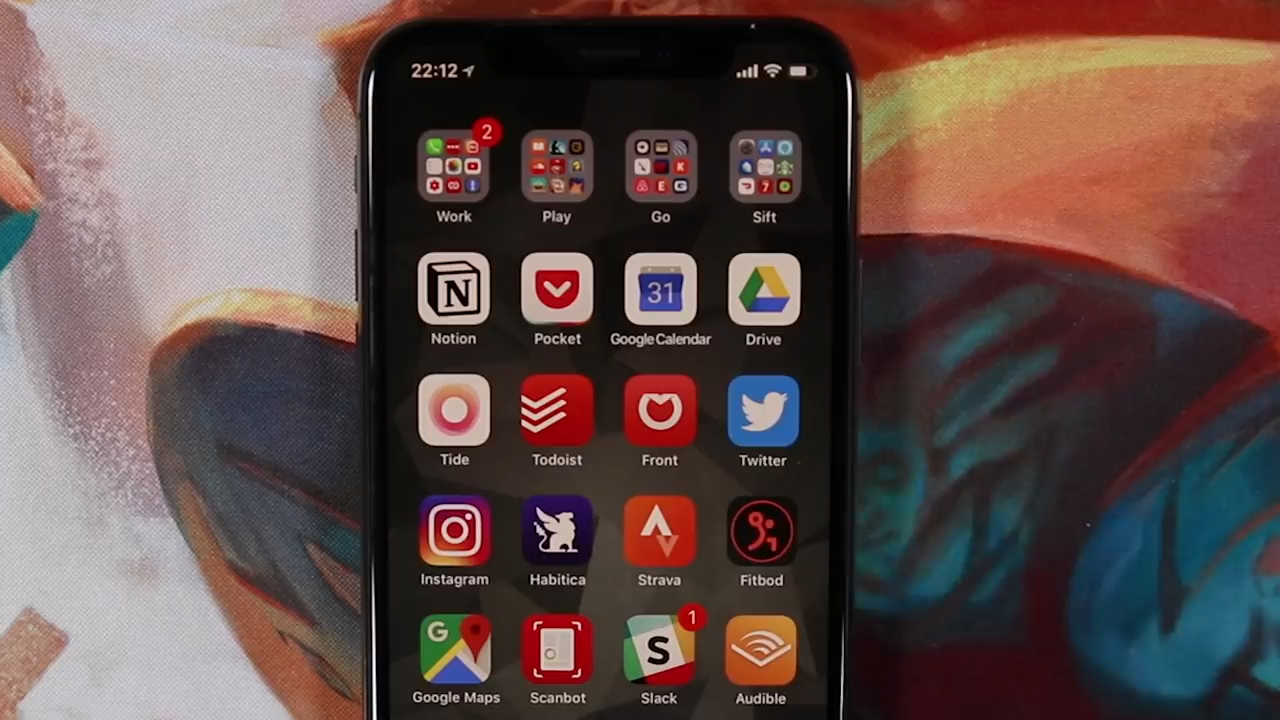 22:12
2
Work Play Go Sift
N 31
Notion Pocket Google Calendar Drive
Tide Todoist Front Twitter
Instagram Habitica Strava Fitbod
G S 1
Google Maps Scanbot Slack Audible